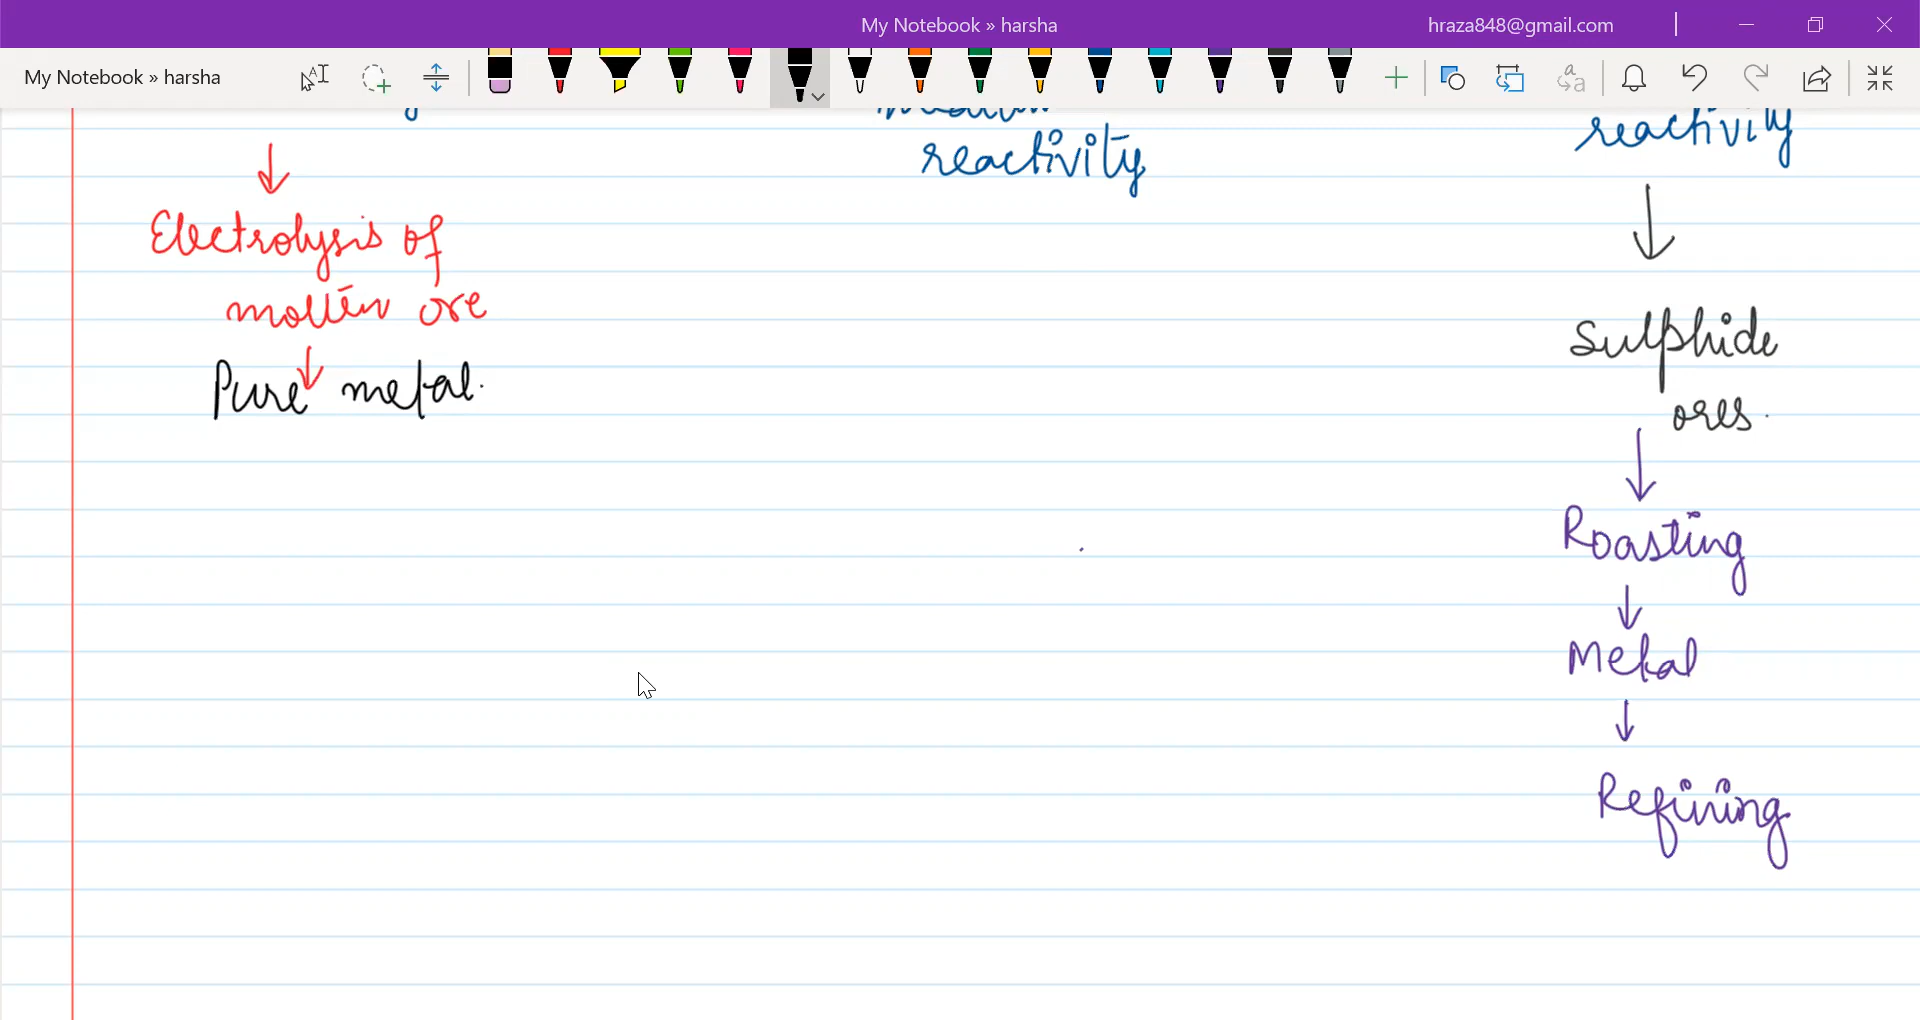 My Notebook » harsha
hraza848@gmail.com
My Notebook » harsha
reactivity
reactivity
Electrolysis of
molten ore
Pure metal.
Sulphide
ores.
Roasting
Metal
Refining